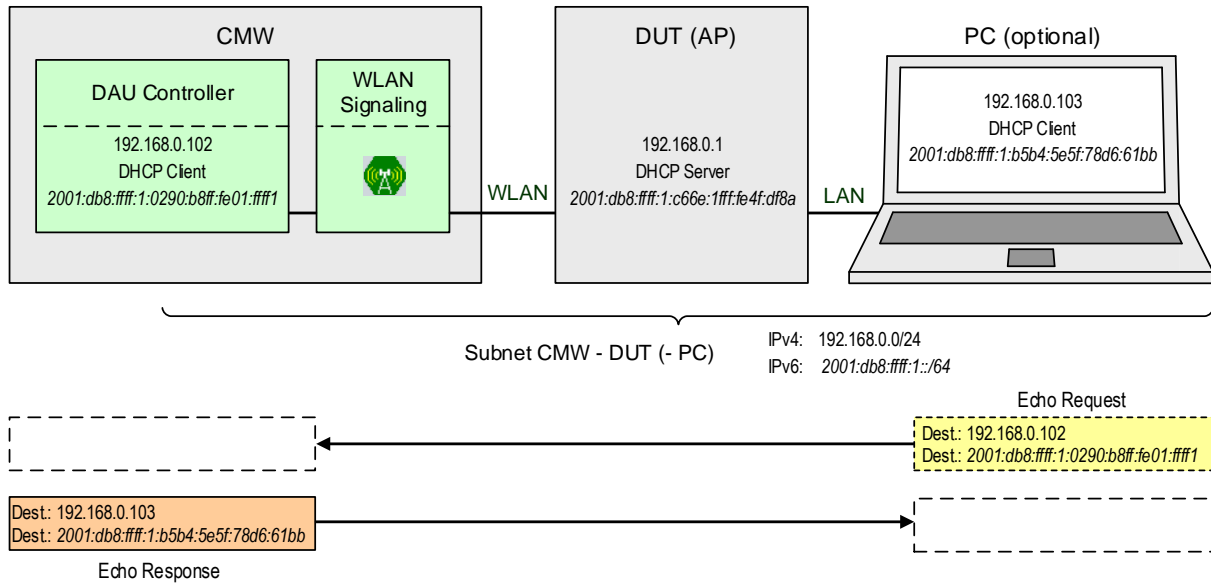 CMW
DUT (AP)
PC (optional)
DAU Controller
192.168.0.102
DHCP Client
2001:db8:ffff:1:0290:b8ff:fe01:ffff1
WLAN
Signaling
WLAN
192.168.0.1
DHCP Server
2001:db8:ffff:1:c66e:1fff:fe4f:df8a
LAN
192.168.0.103
DHCP Client
2001:db8:ffff:1:b5b4:5e5f:78d6:61bb
Subnet CMW - DUT (- PC)
IPv4: 192.168.0.0/24
IPv6: 2001:db8:ffff:1::/64
Echo Request
Dest.: 192.168.0.102
Dest.: 2001:db8:ffff:1:0290:b8ff:fe01:ffff1
Dest.: 192.168.0.103
Dest.: 2001:db8:ffff:1:b5b4:5e5f:78d6:61bb
Echo Response